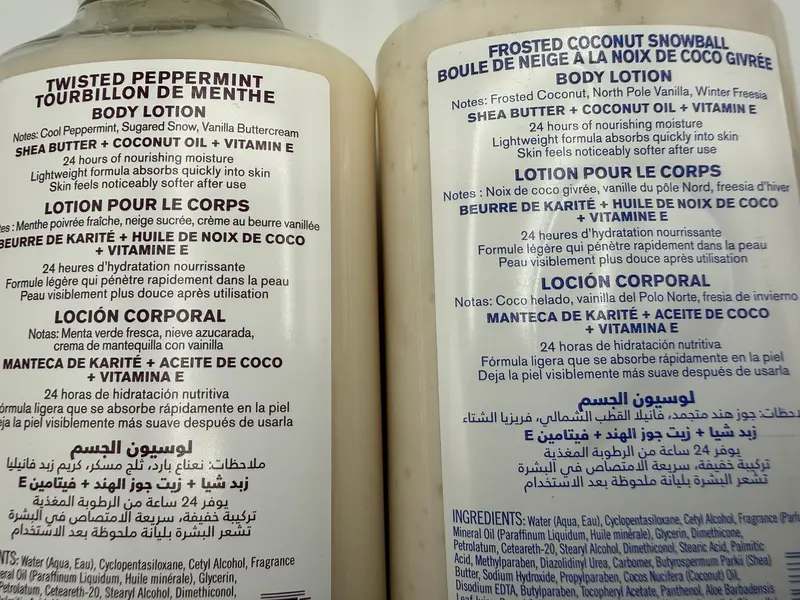 TWISTED PEPPERMINT
TOURBILLON DE MENTHE
BODY LOTION
Notes: Cool Peppermint, Sugared Snow, Vanilla Buttercream
SHEA BUTTER + COCONUT OIL + VITAMIN E
24 hours of nourishing moisture
Lightweight formula absorbs quickly into skin
Skin feels noticeably softer after use
LOTION POUR LE CORPS
es : Menthe poivrée fraîche, neige sucrée, crème au beurre vanillée
BEURRE DE KARITÉ + HUILE DE NOIX DE COCO
+ VITAMINE E
24 heures d'hydratation nourrissante
Formule légère qui pénètre rapidement dans la peau
Peau visiblement plus douce après utilisation
LOCIÓN CORPORAL
Notas: Menta verde fresca, nieve azucarada,
crema de mantequilla con vainilla
MANTECA DE KARITÉ + ACEITE DE COCO
+ VITAMINA E
24 horas de hidratación nutritiva
órmula ligera que se absorbe rápidamente en la piel
eja la piel visiblemente más suave después de usarla
لوسيون الجسم
ملاحظات: نعناع بارد، ثلج مسكر، كريم زبد فانيليا
زبد شيا + زيت جوز الهند + فيتامين E
يوفر 24 ساعة من الرطوبة المغذية
تركيبة خفيفة، سريعة الامتصاص في البشرة
تشعر البشرة بليانة ملحوظة بعد الاستخدام
NTS: Water (Aqua, Eau), Cyclopentasiloxane, Cetyl Alcohol, Fragrance
eral Oil (Paraffinum Liquidum, Huile minérale), Glycerin,
Petrolatum, Ceteareth-20, Stearyl Alcohol, Dimethiconol,
FROSTED COCONUT SNOWBALL
BOULE DE NEIGE À LA NOIX DE COCO GIVRÉE
BODY LOTION
Notes: Frosted Coconut, North Pole Vanilla, Winter Freesia
SHEA BUTTER + COCONUT OIL + VITAMIN E
24 hours of nourishing moisture
Lightweight formula absorbs quickly into skin
Skin feels noticeably softer after use
LOTION POUR LE CORPS
Notes : Noix de coco givrée, vanille du pôle Nord, freesia d'hiver
BEURRE DE KARITÉ + HUILE DE NOIX DE COCO
+ VITAMINE E
24 heures d'hydratation nourrissante
Formule légère qui pénètre rapidement dans la peau
Peau visiblement plus douce après utilisation
LOCIÓN CORPORAL
Notas: Coco helado, vainilla del Polo Norte, fresia de invierno
MANTECA DE KARITÉ + ACEITE DE COCO
+ VITAMINA E
24 horas de hidratación nutritiva
Fórmula ligera que se absorbe rápidamente en la piel
Deja la piel visiblemente más suave después de usarla
لوسيون الجسم
حظات: جوز هند متجمد، فانيلا القطب الشمالي، فريزيا الشتاء
زبد شيا + زيت جوز الهند + فيتامين E
يوفر 24 ساعة من الرطوبة المغذية
تركيبة خفيفة، سريعة الامتصاص في البشرة
تشعر البشرة بليانة ملحوظة بعد الاستخدام
INGREDIENTS: Water (Aqua, Eau), Cyclopentasiloxane, Cetyl Alcohol, Fragrance (Parfu
Mineral Oil (Paraffinum Liquidum, Huile minérale), Glycerin, Dimethicone,
Petrolatum, Ceteareth-20, Stearyl Alcohol, Dimethiconol, Stearic Acid, Palmitic
Acid, Methylparaben, Diazolidinyl Urea, Carbomer, Butyrospermum Parkii (Shea)
Butter, Sodium Hydroxide, Propylparaben, Cocos Nucifera (Coconut) Oil,
Disodium EDTA, Butylparaben, Tocopheryl Acetate, Panthenol, Aloe Barbadensis